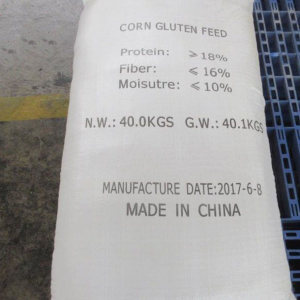 CORN GLUTEN FEED
Protein: ≥18%
Fiber: ≤16%
Moisutre: ≤10%
N.W.: 40.0KGS G.W.: 40.1KGS
MANUFACTURE DATE:2017-6-8
MADE IN CHINA